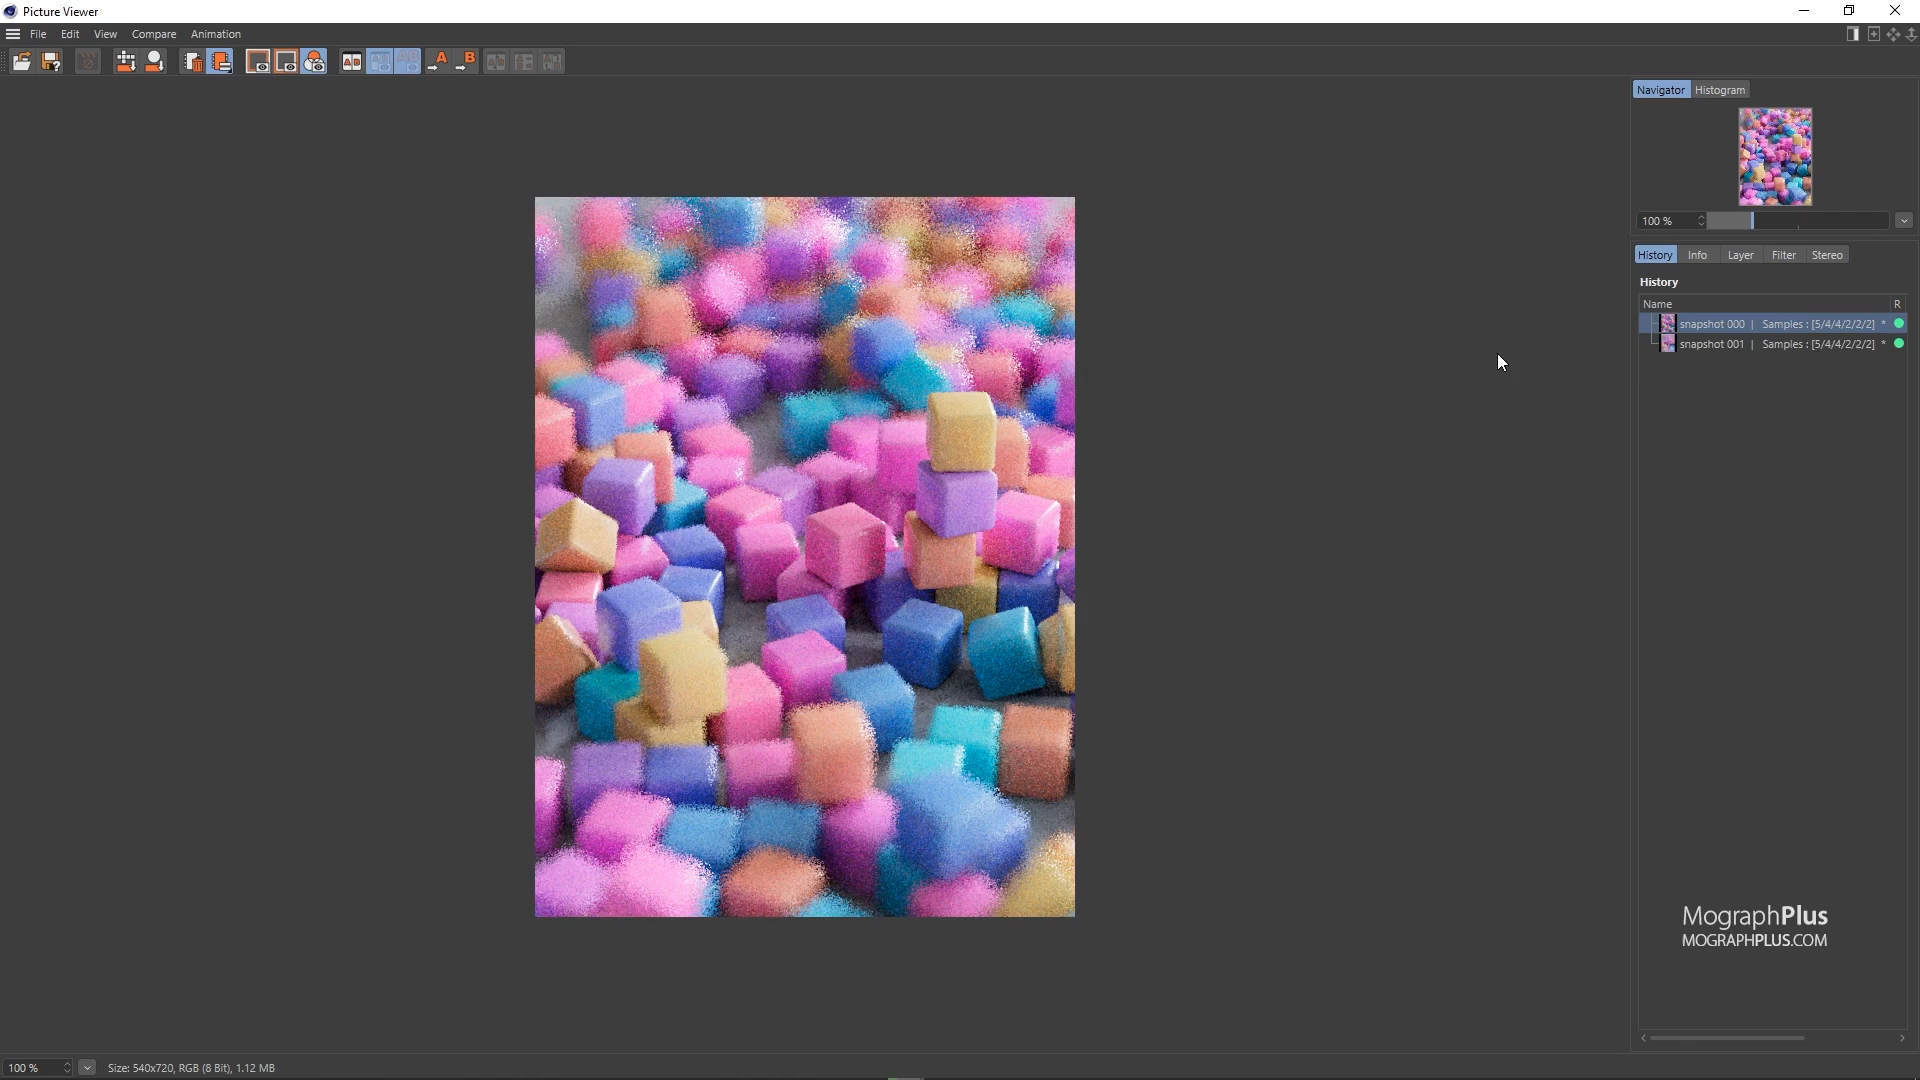 Picture Viewer
File Edit View Compare Animation
Navigator Histogram
100 %
History Info Layer Filter Stereo
History
Name R
snapshot 000 | Samples : [5/4/4/2/2/2] *
snapshot 001 | Samples : [5/4/4/2/2/2] *
MographPlus
MOGRAPHPLUS.COM
100 % Size: 540x720, RGB (8 Bit), 1.12 MB